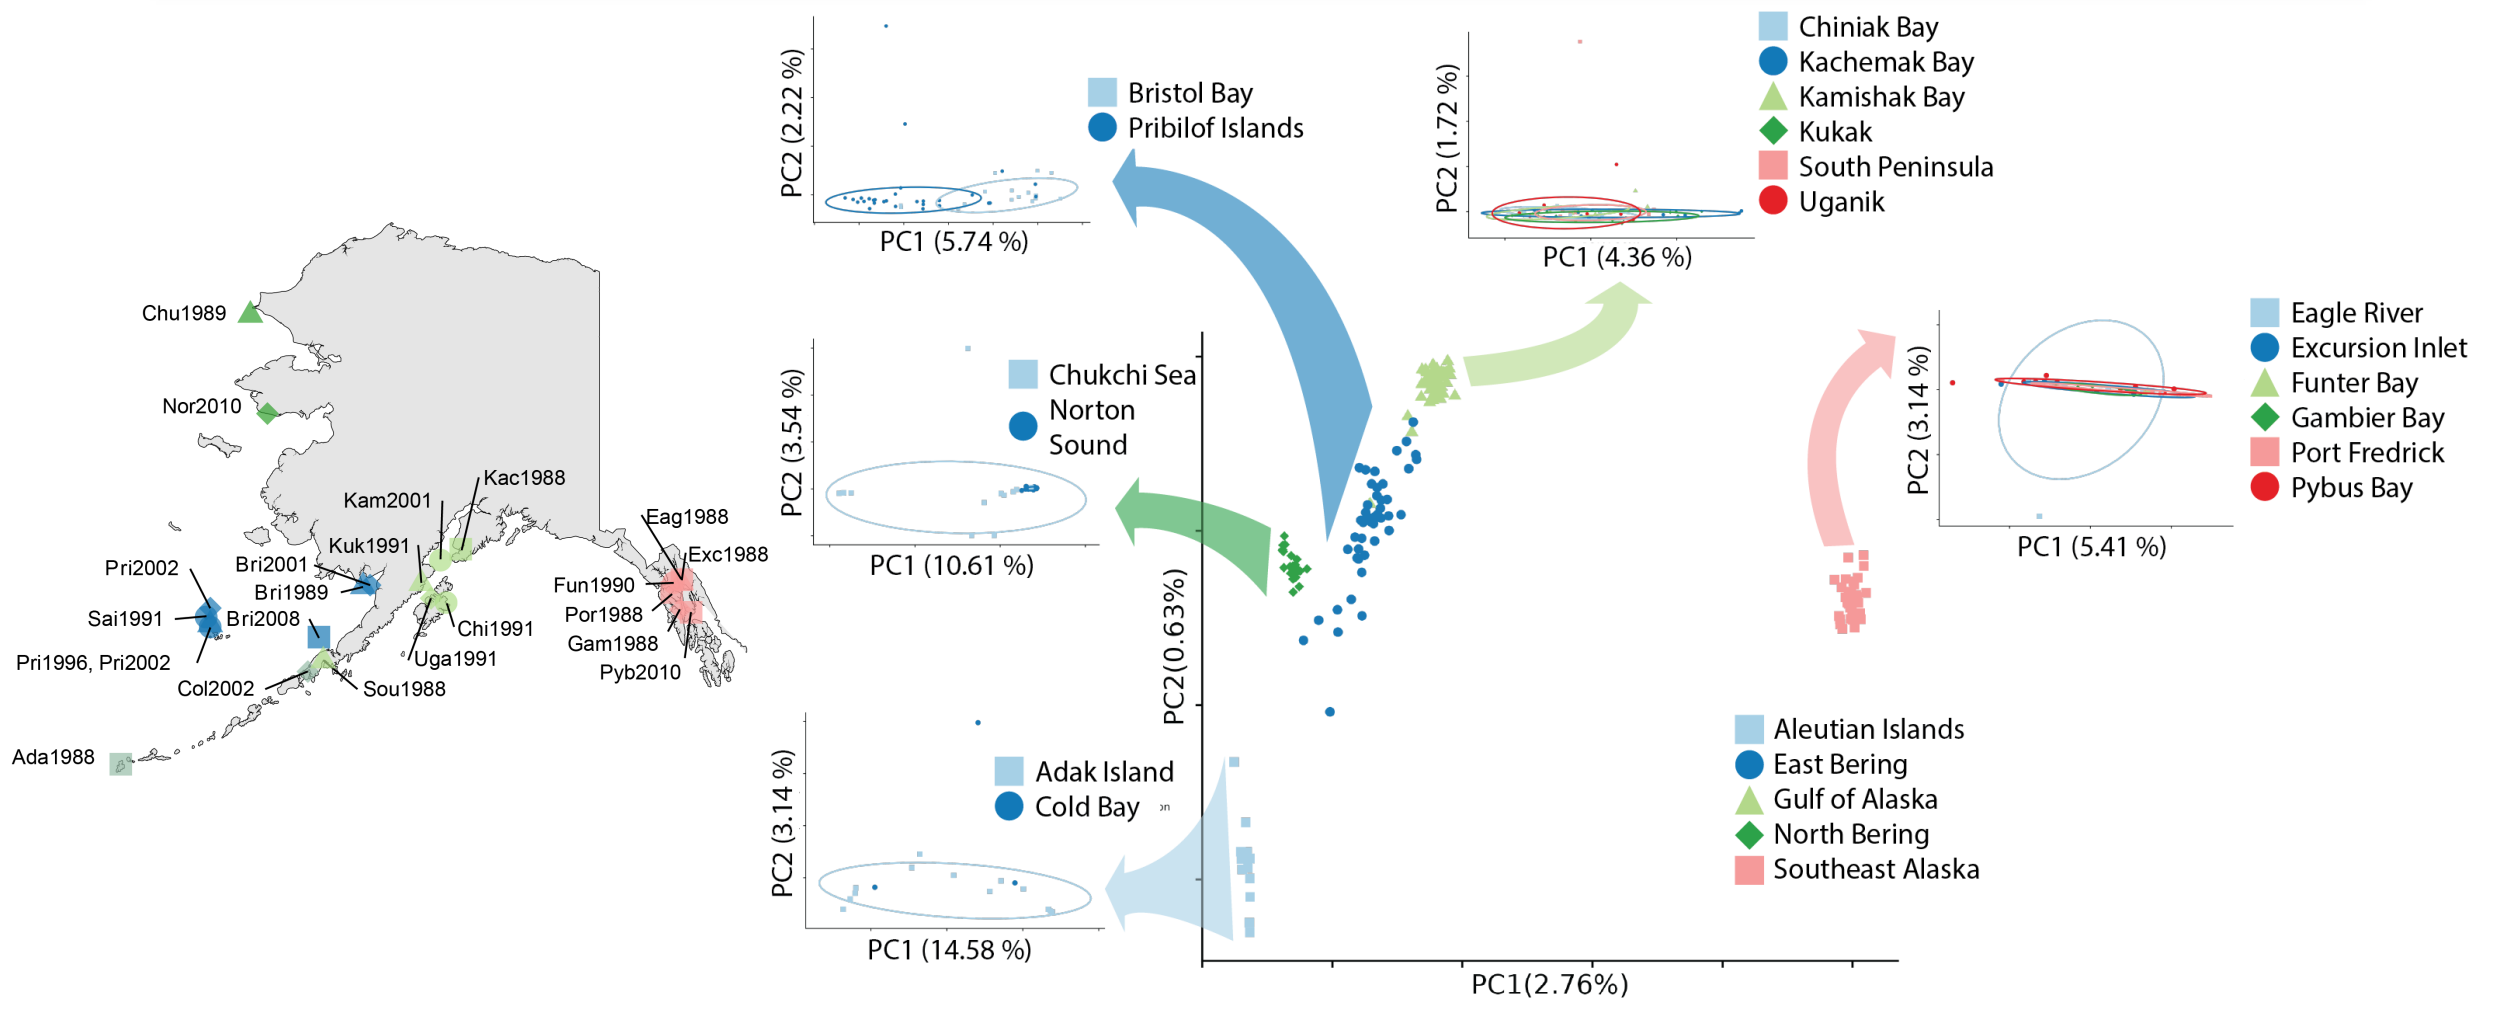 Chu1989
Nor2010
Kac1988
Kam2001
Kuk1991
Bri2001
Bri1989
Pri2002
Sai1991
Bri2008
Pri1996, Pri2002
Col2002
Sou1988
Uga1991
Chi1991
Ada1988
Eag1988
Exc1988
Fun1990
Por1988
Gam1988
Pyb2010
PC2 (2.22 %)
PC1 (5.74 %)
Bristol Bay
Pribilof Islands
PC2 (3.54 %)
PC1 (10.61 %)
Chukchi Sea
Norton
Sound
PC2 (3.14 %)
PC1 (14.58 %)
Adak Island
Cold Bay
on
PC2 (1.72 %)
PC1 (4.36 %)
Chiniak Bay
Kachemak Bay
Kamishak Bay
Kukak
South Peninsula
Uganik
PC2 (3.14 %)
PC1 (5.41 %)
Eagle River
Excursion Inlet
Funter Bay
Gambier Bay
Port Fredrick
Pybus Bay
PC2(0.63%)
PC1(2.76%)
Aleutian Islands
East Bering
Gulf of Alaska
North Bering
Southeast Alaska